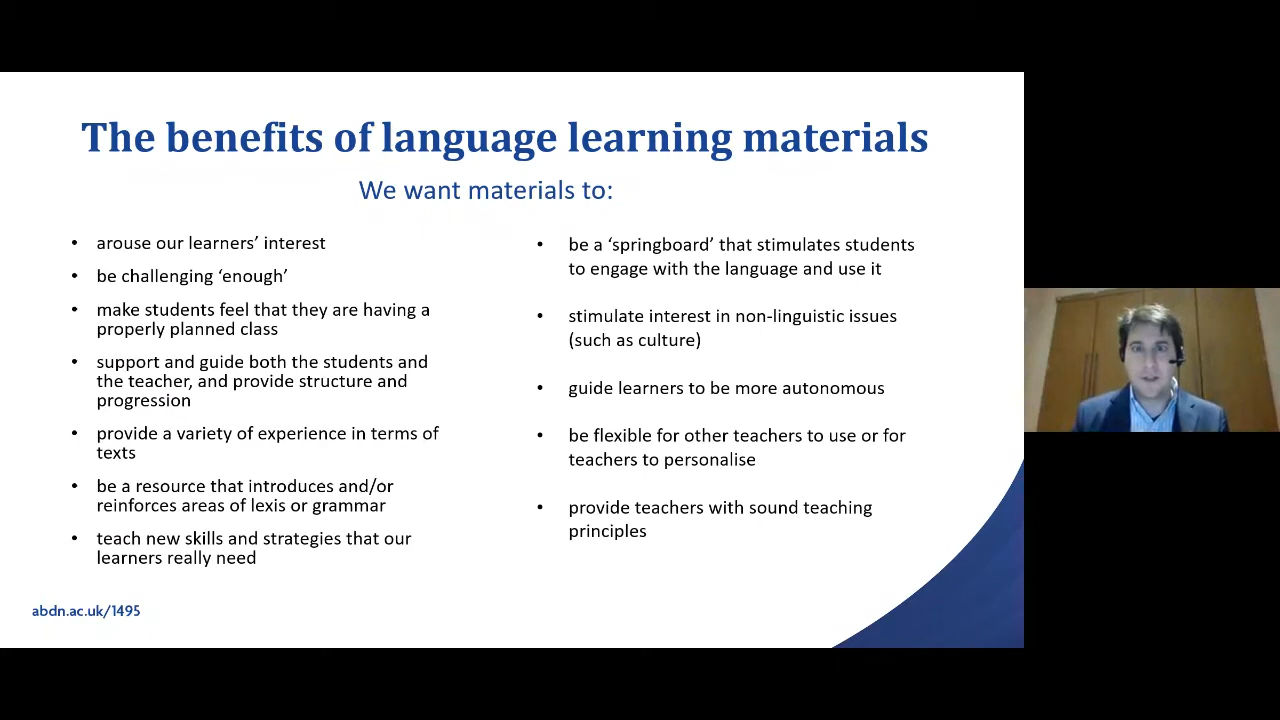 The benefits of language learning materials
We want materials to:
• arouse our learners’ interest
• be challenging ‘enough’
• make students feel that they are having a
properly planned class
• support and guide both the students and
the teacher, and provide structure and
progression
• provide a variety of experience in terms of
texts
• be a resource that introduces and/or
reinforces areas of lexis or grammar
• teach new skills and strategies that our
learners really need
• be a ‘springboard’ that stimulates students
to engage with the language and use it
• stimulate interest in non-linguistic issues
(such as culture)
• guide learners to be more autonomous
• be flexible for other teachers to use or for
teachers to personalise
• provide teachers with sound teaching
principles
abdn.ac.uk/1495